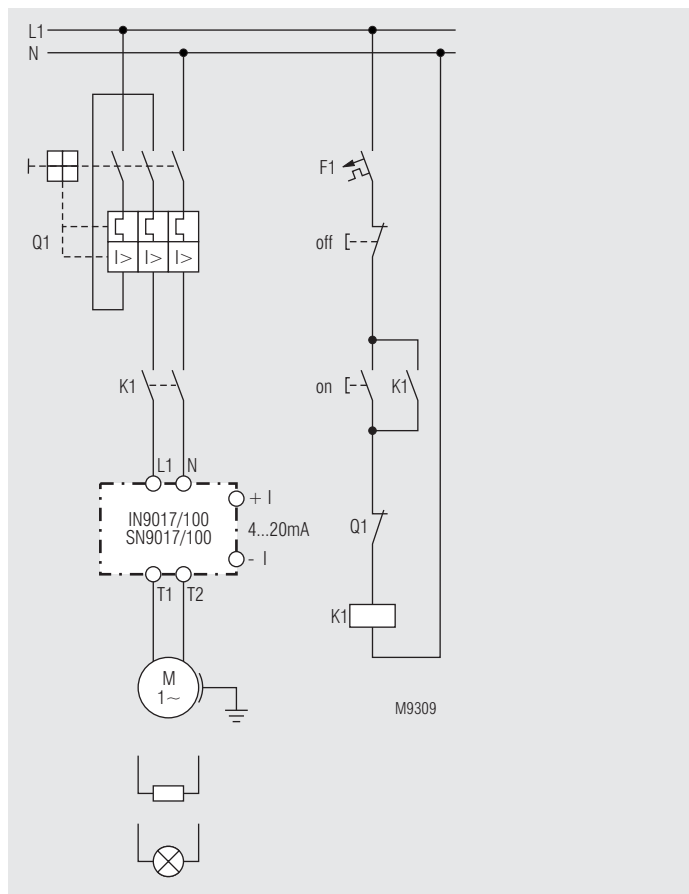 L1
N
F1
Q1
off
I> I> I>
K1
on
K1
L1 N
+ I
IN9017/100
SN9017/100
4...20mA
- I
Q1
T1 T2
K1
M
1~
M9309